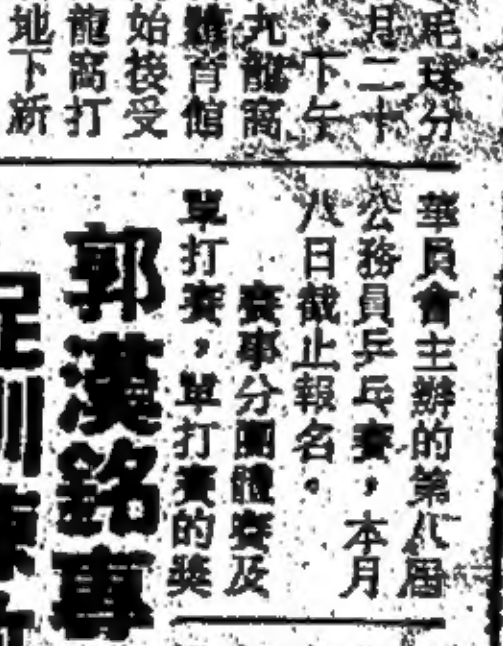 毛球分
月二十
，下午
九龍窩
體育館
始接受
龍窩打
地下新
華員會主辦的第八屆
公務員乒乓賽，本月
八日截止報名。
賽事分團體賽及
單打賽，單打賽的獎
郭漢銘專